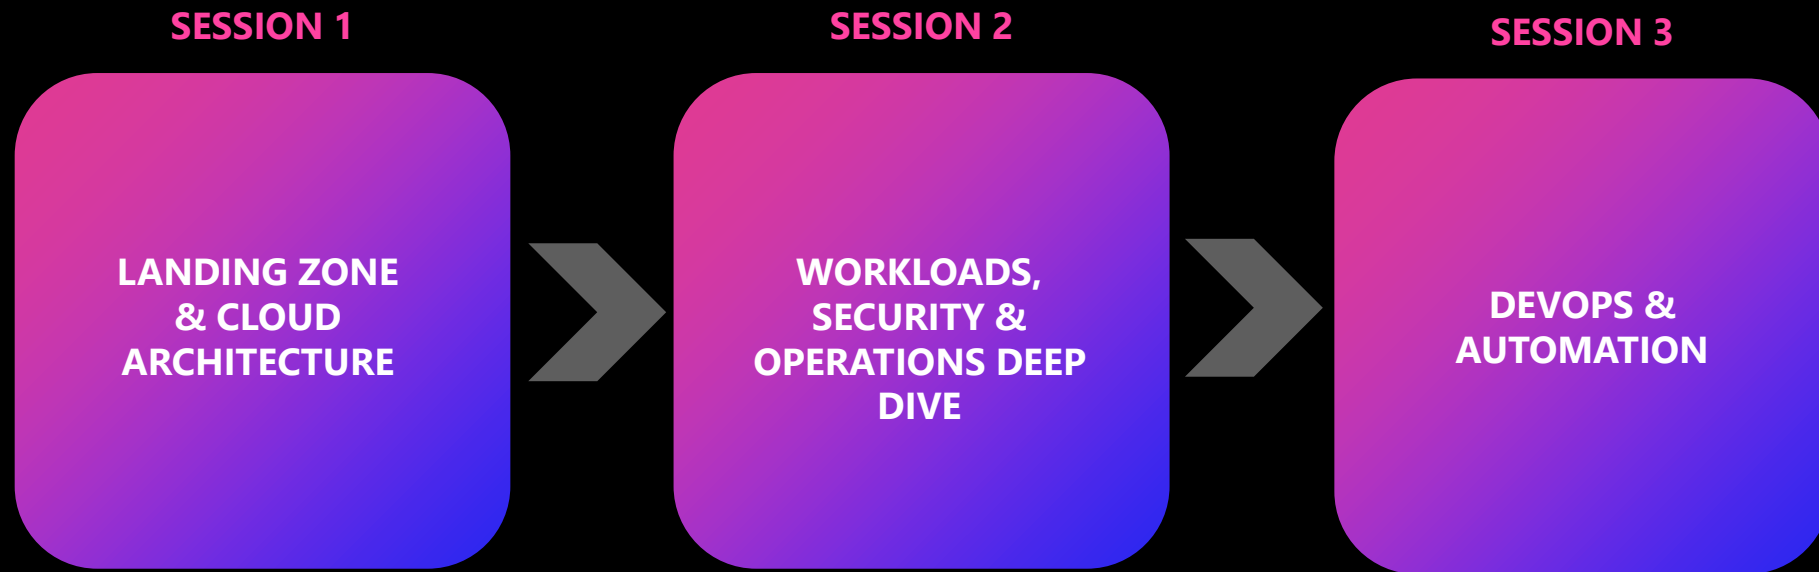 SESSION 1
LANDING ZONE
& CLOUD
ARCHITECTURE
SESSION 2
WORKLOADS,
SECURITY &
OPERATIONS DEEP
DIVE
SESSION 3
DEVOPS &
AUTOMATION